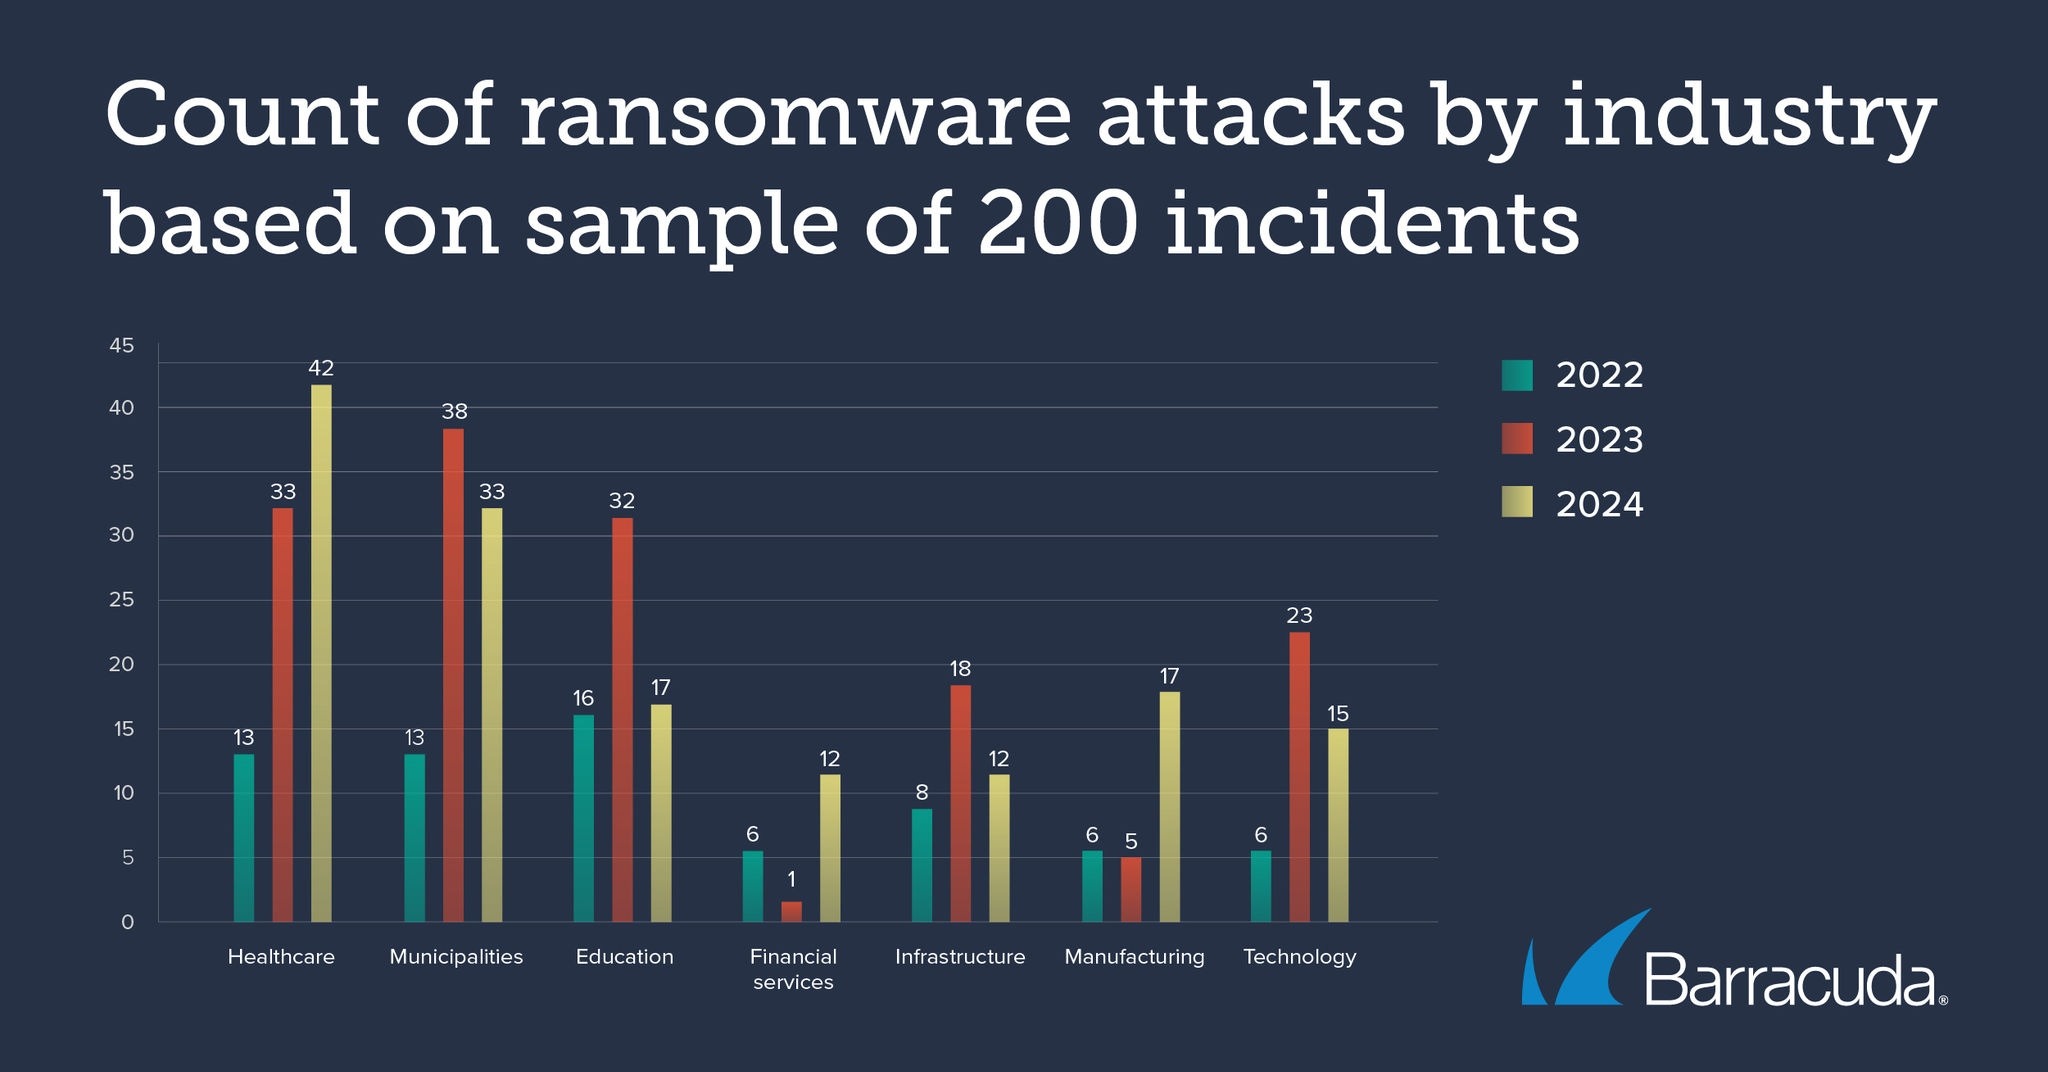 Count of ransomware attacks by industry
based on sample of 200 incidents
45
40
35
30
25
20
15
10
5
0
13 33 42
13 38 33
16 32 17
6 1 12
8 18 12
6 5 17
6 23 15
Healthcare
Municipalities
Education
Financial
services
Infrastructure
Manufacturing
Technology
2022
2023
2024
Barracuda®